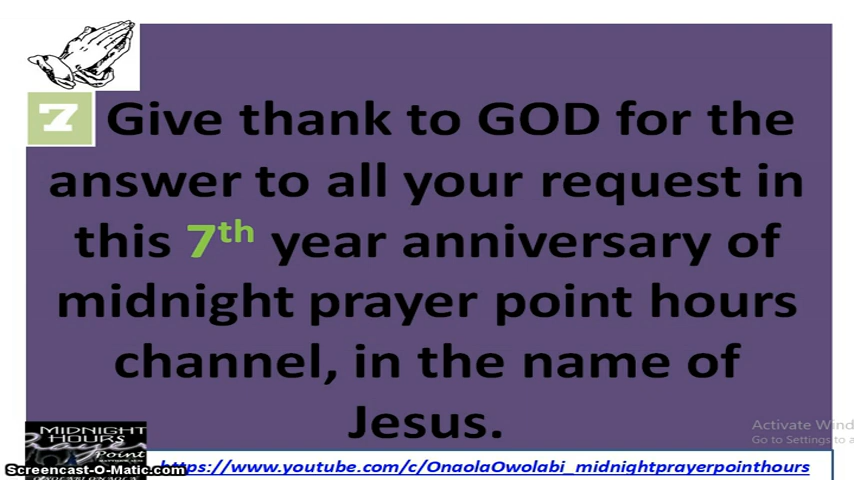 7 Give thank to GOD for the
answer to all your request in
this 7th year anniversary of
midnight prayer point hours
channel, in the name of
Jesus.
Activate Wind
Go to Settings to a
MIDNIGHT
HOURS
Prayer
Point
Screencast-O-Matic.com
https://www.youtube.com/c/OnaolaOwolabi_midnightprayerpointhours